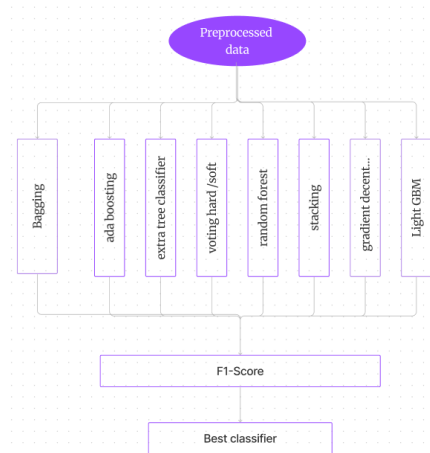 Preprocessed
data
Bagging
ada boosting
extra tree classifier
voting hard /soft
random forest
stacking
gradient decent...
Light GBM
F1-Score
Best classifier